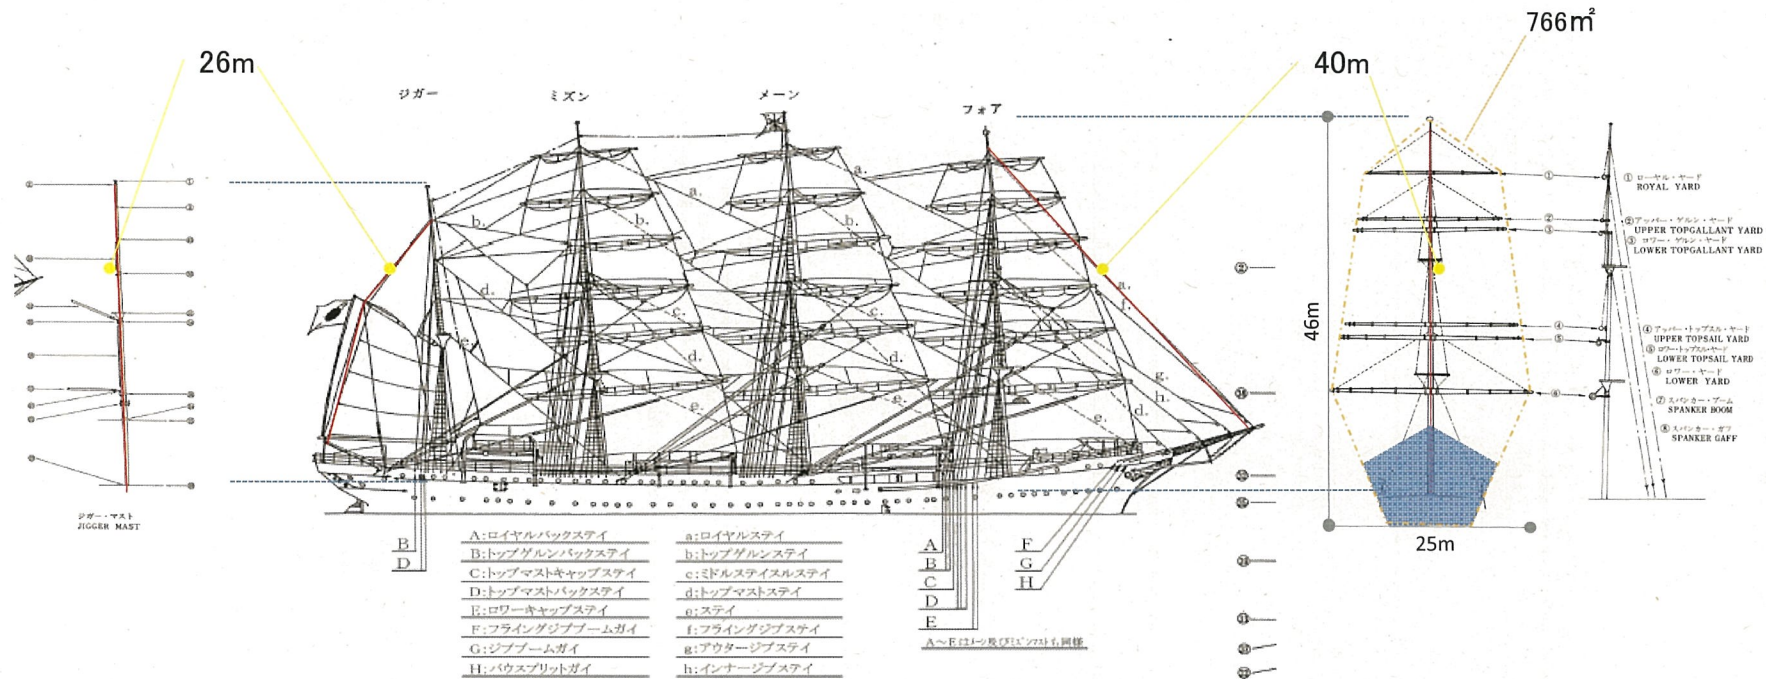 766㎡
26m
40m
ジガー
ミズン
メーン
フォア
① ローヤル・ヤード
ROYAL YARD
② アッパー・ゲルン・ヤード
UPPER TOPGALLANT YARD
③ ロワー・ゲルン・ヤード
LOWER TOPGALLANT YARD
④ アッパー・トップスル・ヤード
UPPER TOPSAIL YARD
⑤ ロワー・トップスル・ヤード
LOWER TOPSAIL YARD
⑥ ロワー・ヤード
LOWER YARD
⑦ スパンカー・ブーム
SPANKER BOOM
⑧ スパンカー・ガフ
SPANKER GAFF
46m
25m
ジガー・マスト
JIGGER MAST
B
D
A:ロイヤルバックステイ
B:トップゲルンバックステイ
C:トップマストキャップステイ
D:トップマストバックステイ
E:ロワーキャップステイ
F:フライングジブブームガイ
G:ジブブームガイ
H:バウスプリットガイ
a:ロイヤルステイ
b:トップゲルンステイ
c:ミドルステイスルステイ
d:トップマストステイ
e:ステイ
f:フライングジブステイ
g:アウタージブステイ
h:インナージブステイ
A
B
C
D
E
F
G
H
A～Eはメーン及びミズンマストも同様